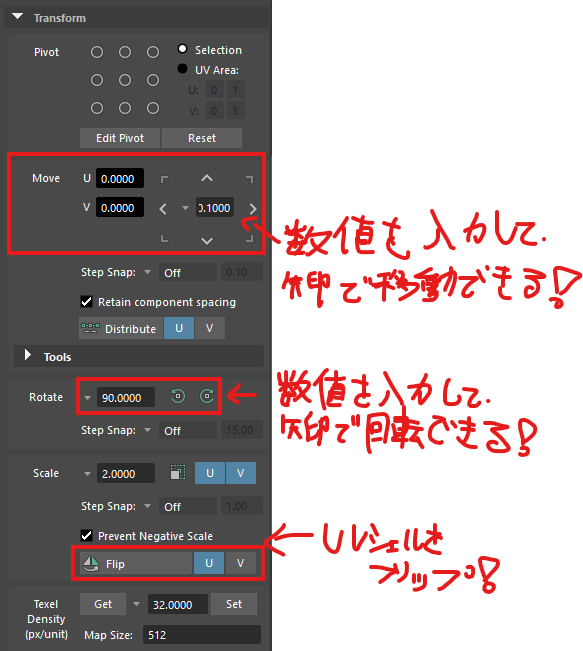 Transform
Pivot
Selection
UV Area:
U: 0 1
V: 0 1
Edit Pivot Reset
Move U 0.0000
V 0.0000 0.1000
数値を入力して.
矢印で移動できる!
Step Snap: Off 0.10
Retain component spacing
Distribute U V
Tools
Rotate 90.0000
数値を入力して.
矢印で回転できる!
Step Snap: Off 15.00
Scale 2.0000 U V
Step Snap: Off 1.00
Prevent Negative Scale
Flip U V
UVシェルを
フリップ!
Texel
Density
(px/unit)
Get 32.0000 Set
Map Size: 512